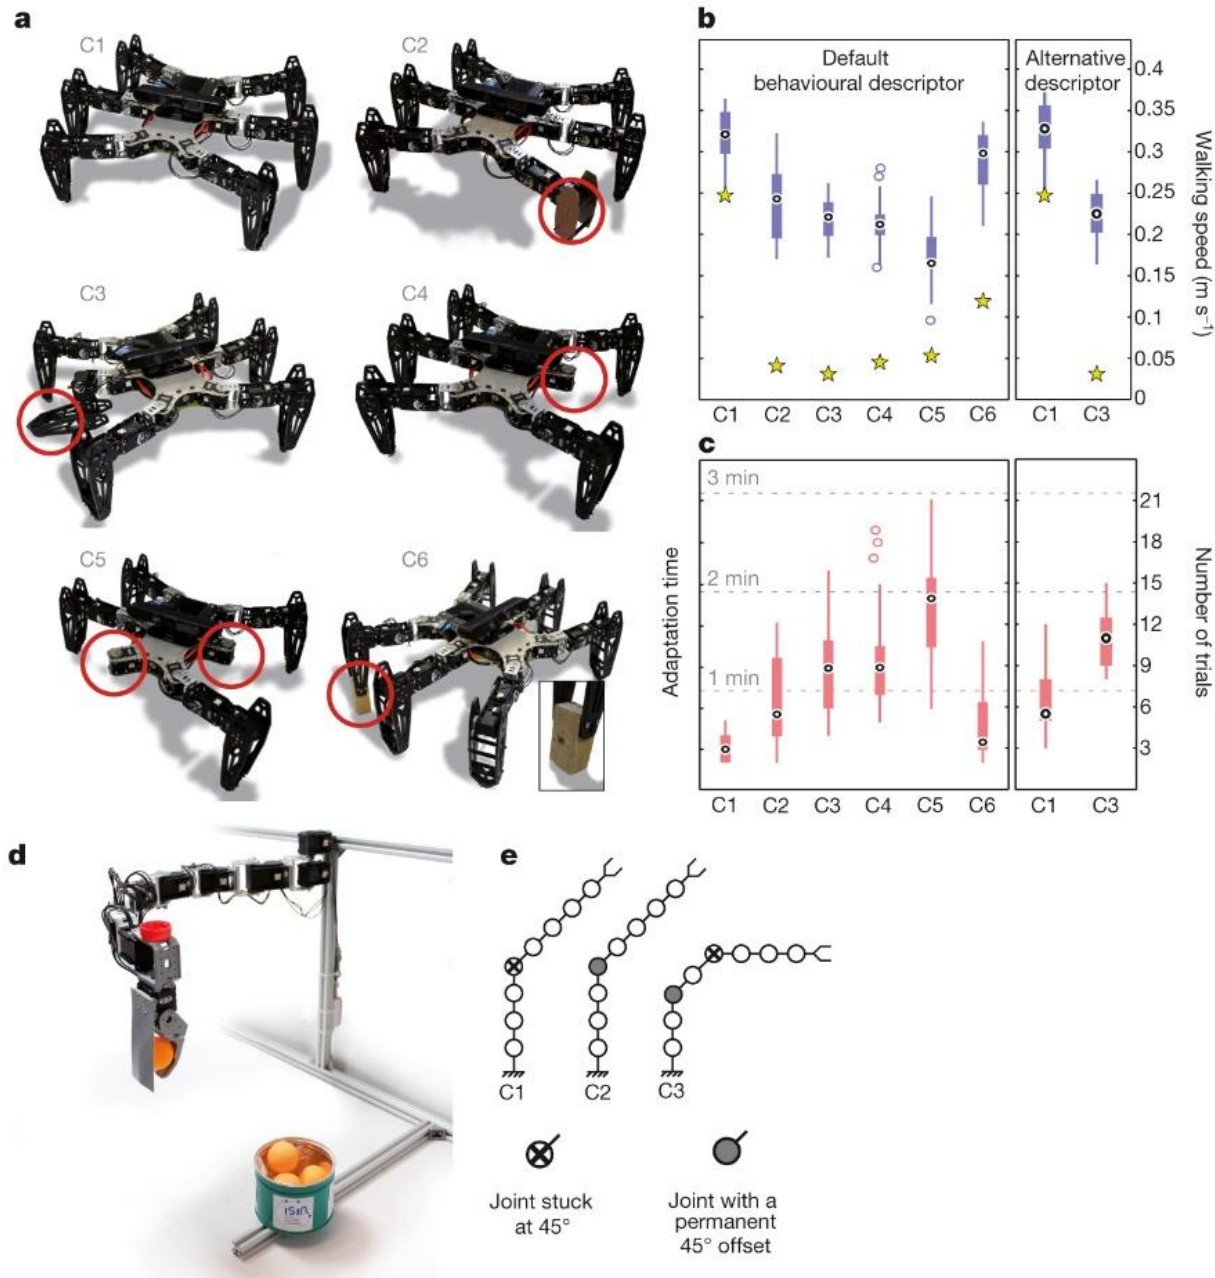 a
C1
C2
C3
C4
C5
C6
b
Default
behavioural descriptor
Alternative
descriptor
0.4
0.35
0.3
0.25
0.2
0.15
0.1
0.05
0
Walking speed (m s⁻¹)
C1 C2 C3 C4 C5 C6 C1 C3
c
3 min
2 min
1 min
Adaptation time
21
18
15
12
9
6
3
Number of trials
C1 C2 C3 C4 C5 C6 C1 C3
d
ISIR
e
C1 C2 C3
Joint stuck
at 45°
Joint with a
permanent
45° offset